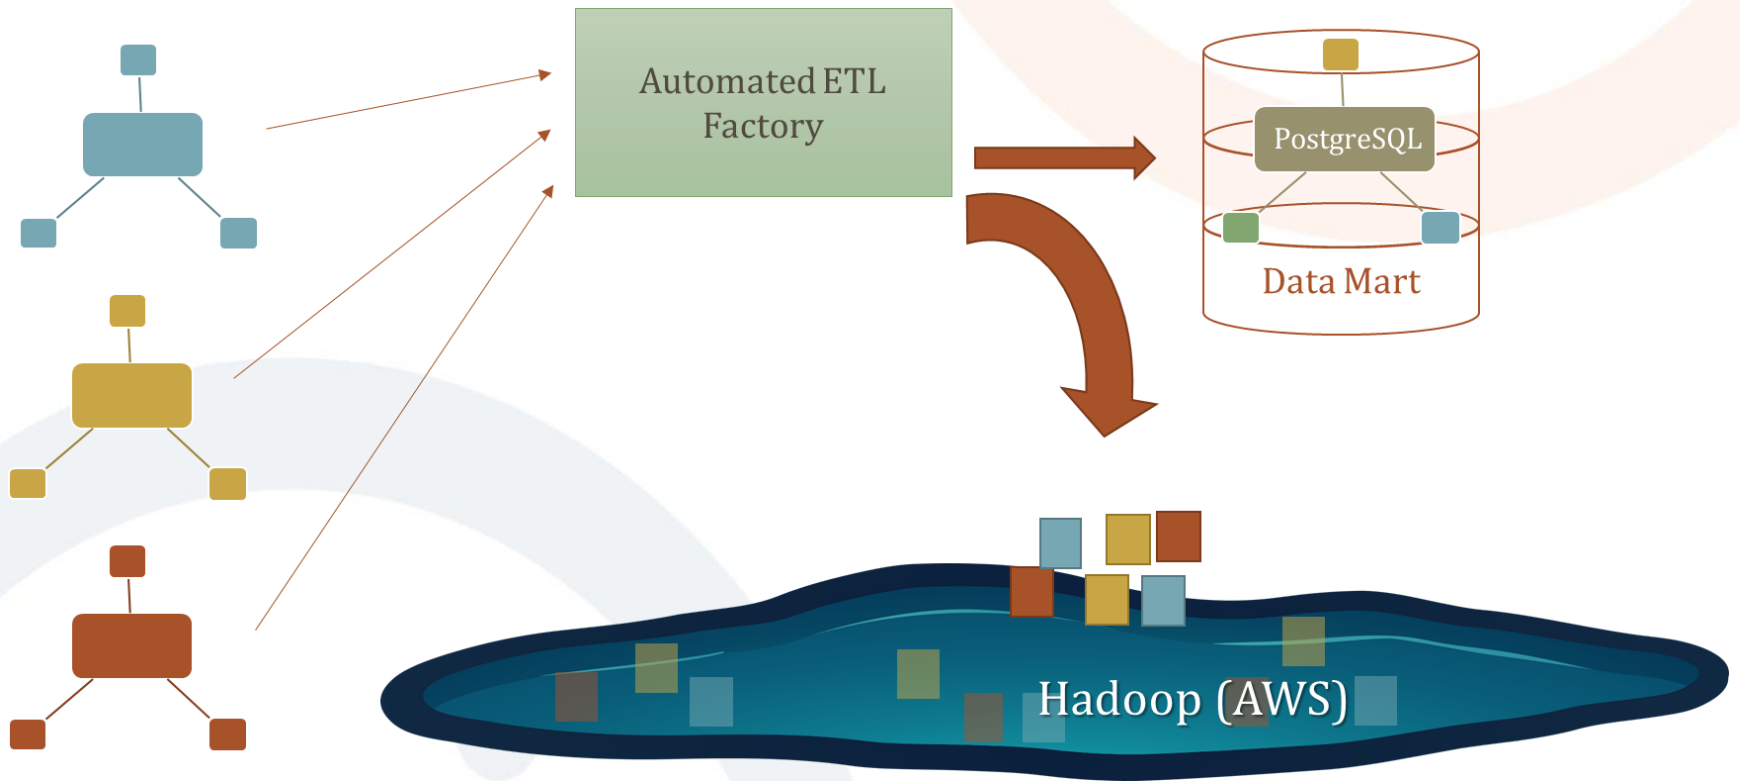 Automated ETL
Factory
PostgreSQL
Data Mart
Hadoop (AWS)